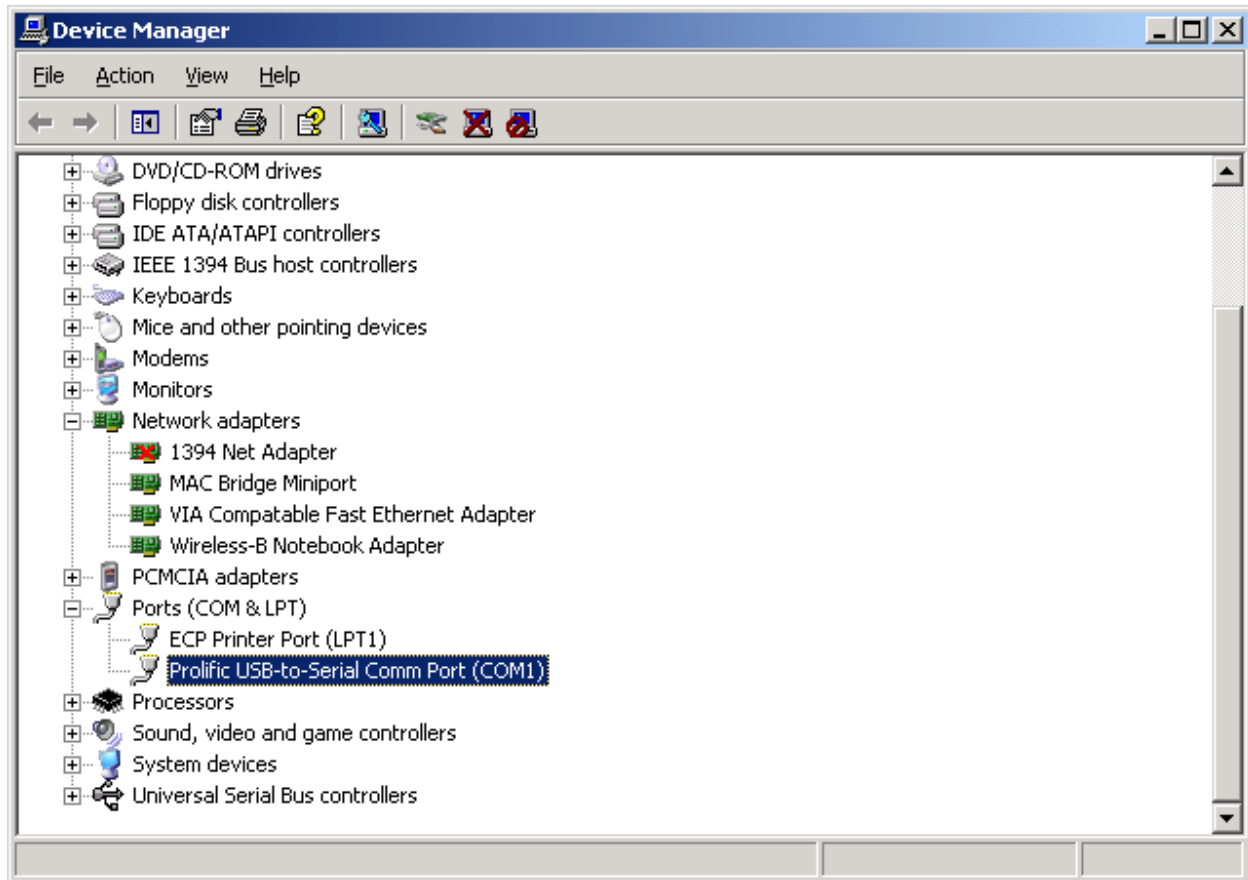 Device Manager
File Action View Help
DVD/CD-ROM drives
Floppy disk controllers
IDE ATA/ATAPI controllers
IEEE 1394 Bus host controllers
Keyboards
Mice and other pointing devices
Modems
Monitors
Network adapters
1394 Net Adapter
MAC Bridge Miniport
VIA Compatable Fast Ethernet Adapter
Wireless-B Notebook Adapter
PCMCIA adapters
Ports (COM & LPT)
ECP Printer Port (LPT1)
Prolific USB-to-Serial Comm Port (COM1)
Processors
Sound, video and game controllers
System devices
Universal Serial Bus controllers